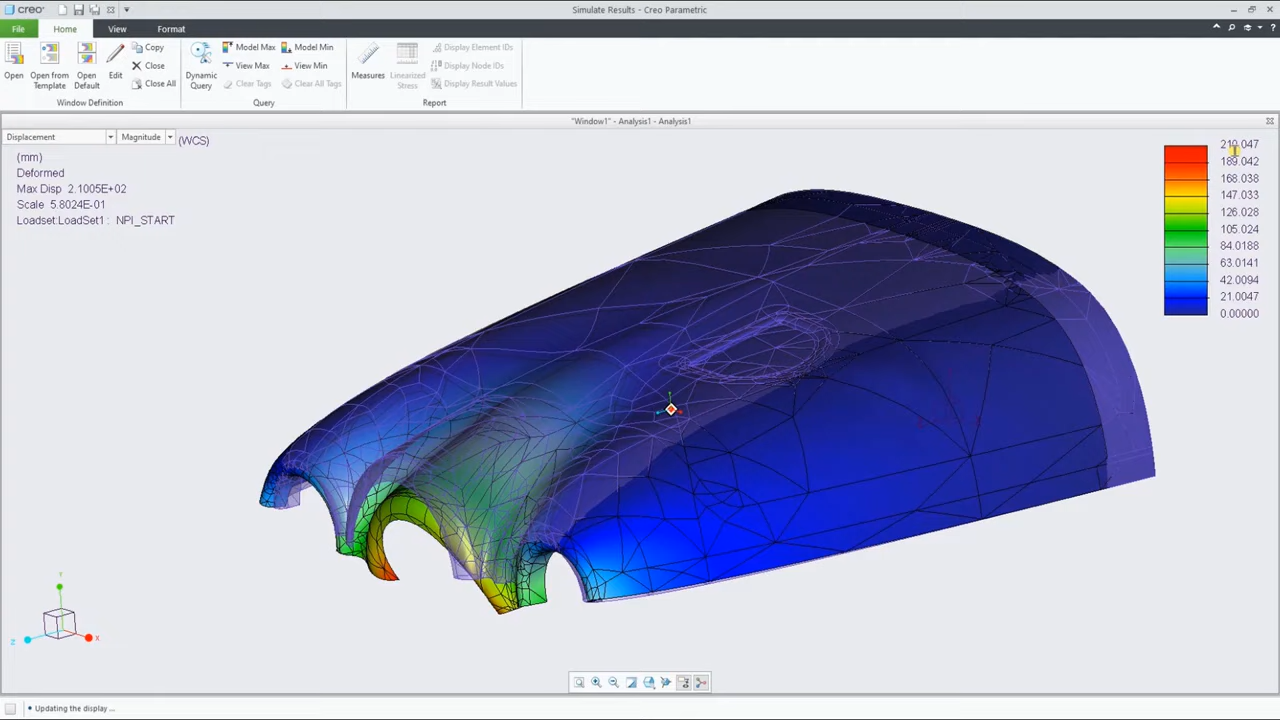 creo
Simulate Results - Creo Parametric
File
Home
View
Format
Open
Open from Template
Open Default
Edit
Copy
Close
Close All
Window Definition
Dynamic Query
Model Max
View Max
Clear Tags
Model Min
View Min
Clear All Tags
Query
Measures
Linearized Stress
Display Element IDs
Display Node IDs
Display Result Values
Report
"Window1" - Analysis1 - Analysis1
Displacement
Magnitude
(WCS)
(mm)
Deformed
Max Disp 2.1005E+02
Scale 5.8024E-01
Loadset:LoadSet1 : NPI_START
210.047
189.042
168.038
147.033
126.028
105.024
84.0188
63.0141
42.0094
21.0047
0.00000
Y
Z
X
Updating the display ...